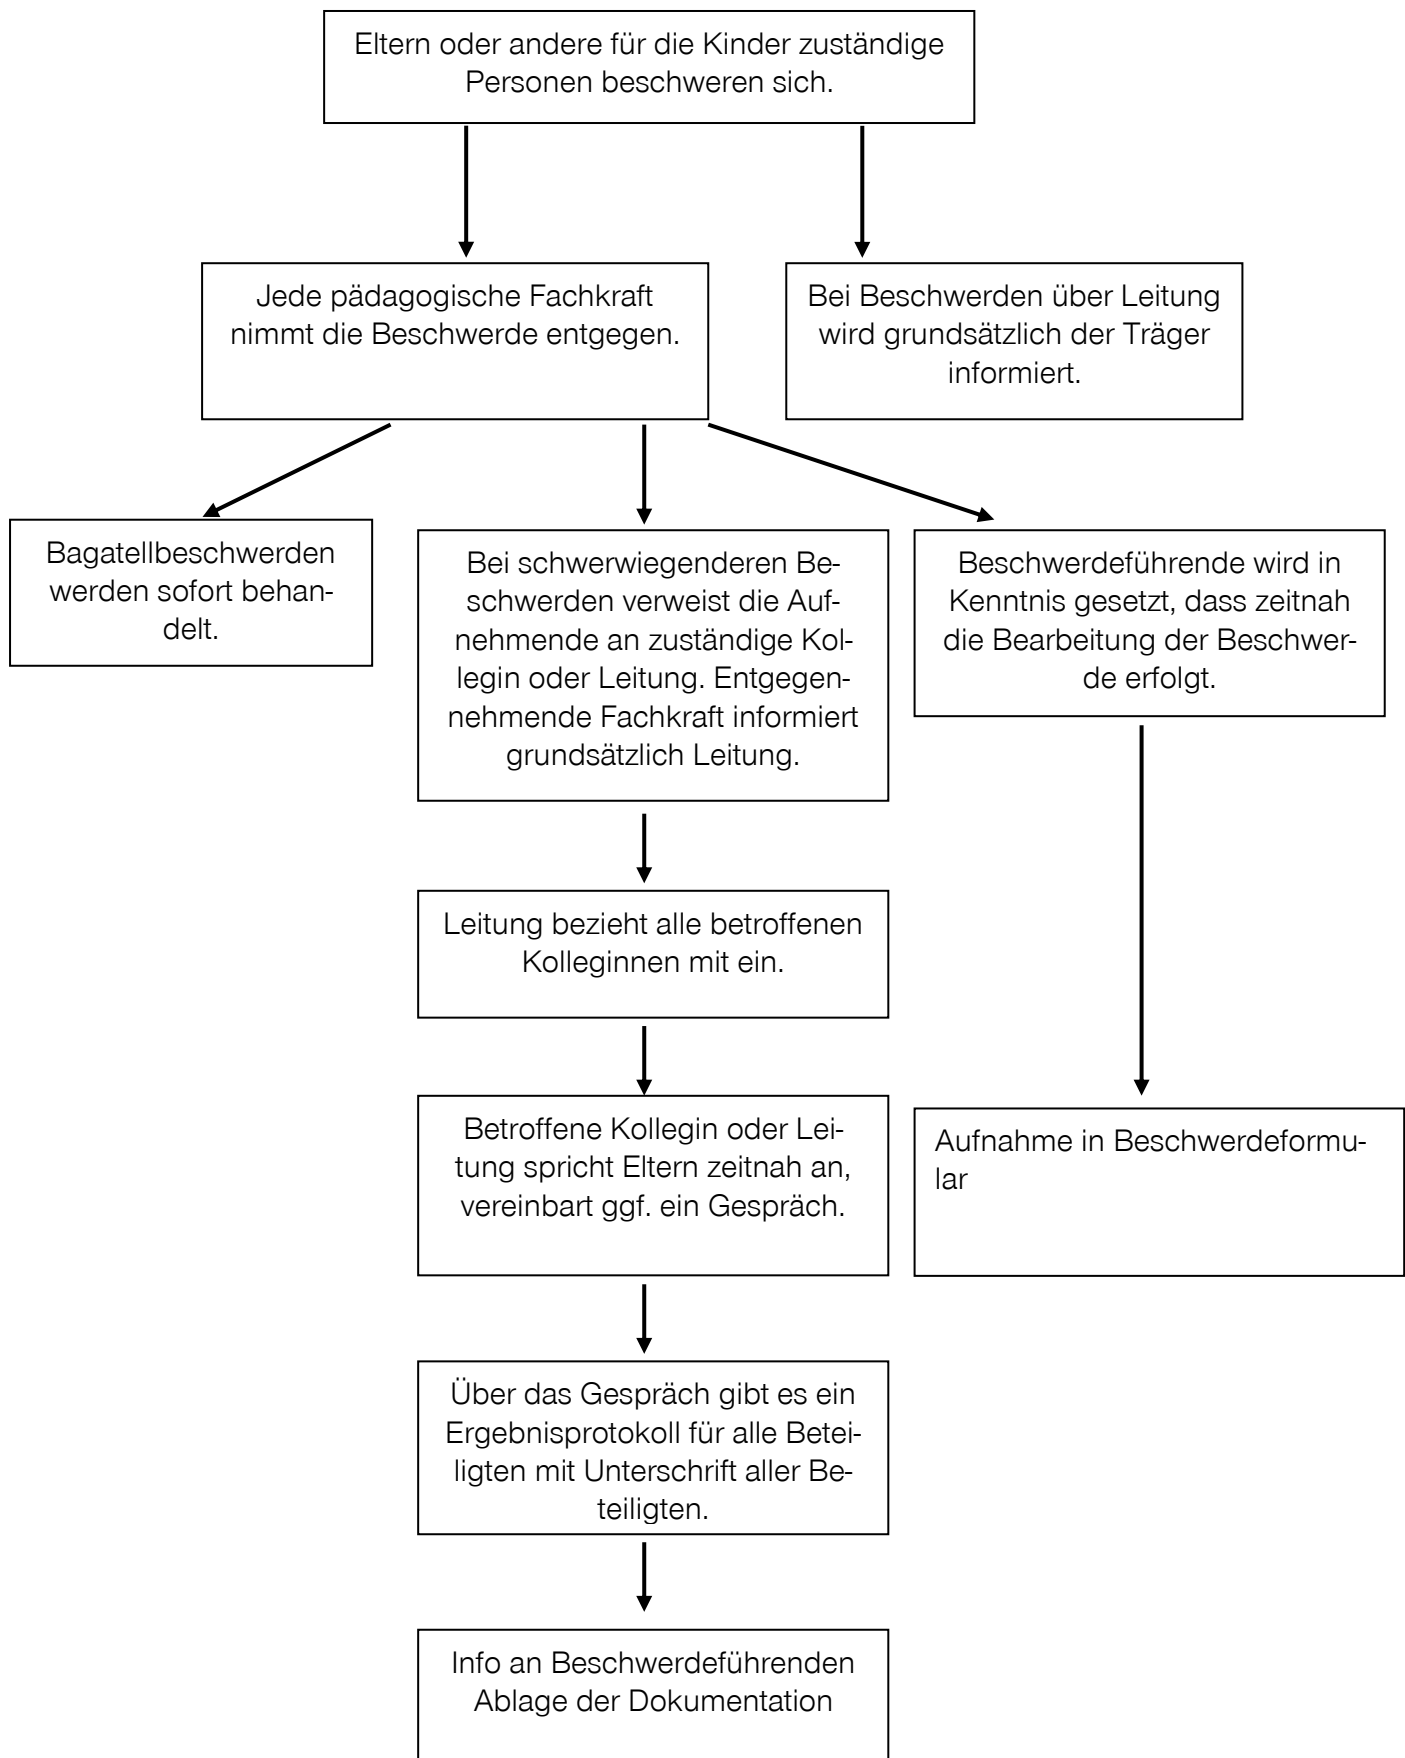 Eltern oder andere für die Kinder zuständige
Personen beschweren sich.
Jede pädagogische Fachkraft
nimmt die Beschwerde entgegen.
Bei Beschwerden über Leitung
wird grundsätzlich der Träger
informiert.
Bagatellbeschwerden
werden sofort behan-
delt.
Bei schwerwiegenderen Be-
schwerden verweist die Auf-
nehmende an zuständige Kol-
legin oder Leitung. Entgegen-
nehmende Fachkraft informiert
grundsätzlich Leitung.
Beschwerdeführende wird in
Kenntnis gesetzt, dass zeitnah
die Bearbeitung der Beschwer-
de erfolgt.
Leitung bezieht alle betroffenen
Kolleginnen mit ein.
Betroffene Kollegin oder Lei-
tung spricht Eltern zeitnah an,
vereinbart ggf. ein Gespräch.
Aufnahme in Beschwerdeformu-
lar
Über das Gespräch gibt es ein
Ergebnisprotokoll für alle Betei-
ligten mit Unterschrift aller Be-
teiligten.
Info an Beschwerdeführenden
Ablage der Dokumentation